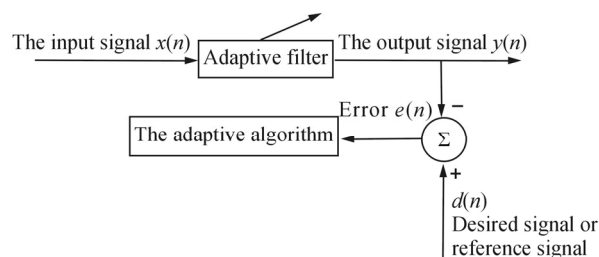 The input signal x(n)
Adaptive filter
The output signal y(n)
−
Error e(n)
The adaptive algorithm
Σ
+
d(n)
Desired signal or
reference signal